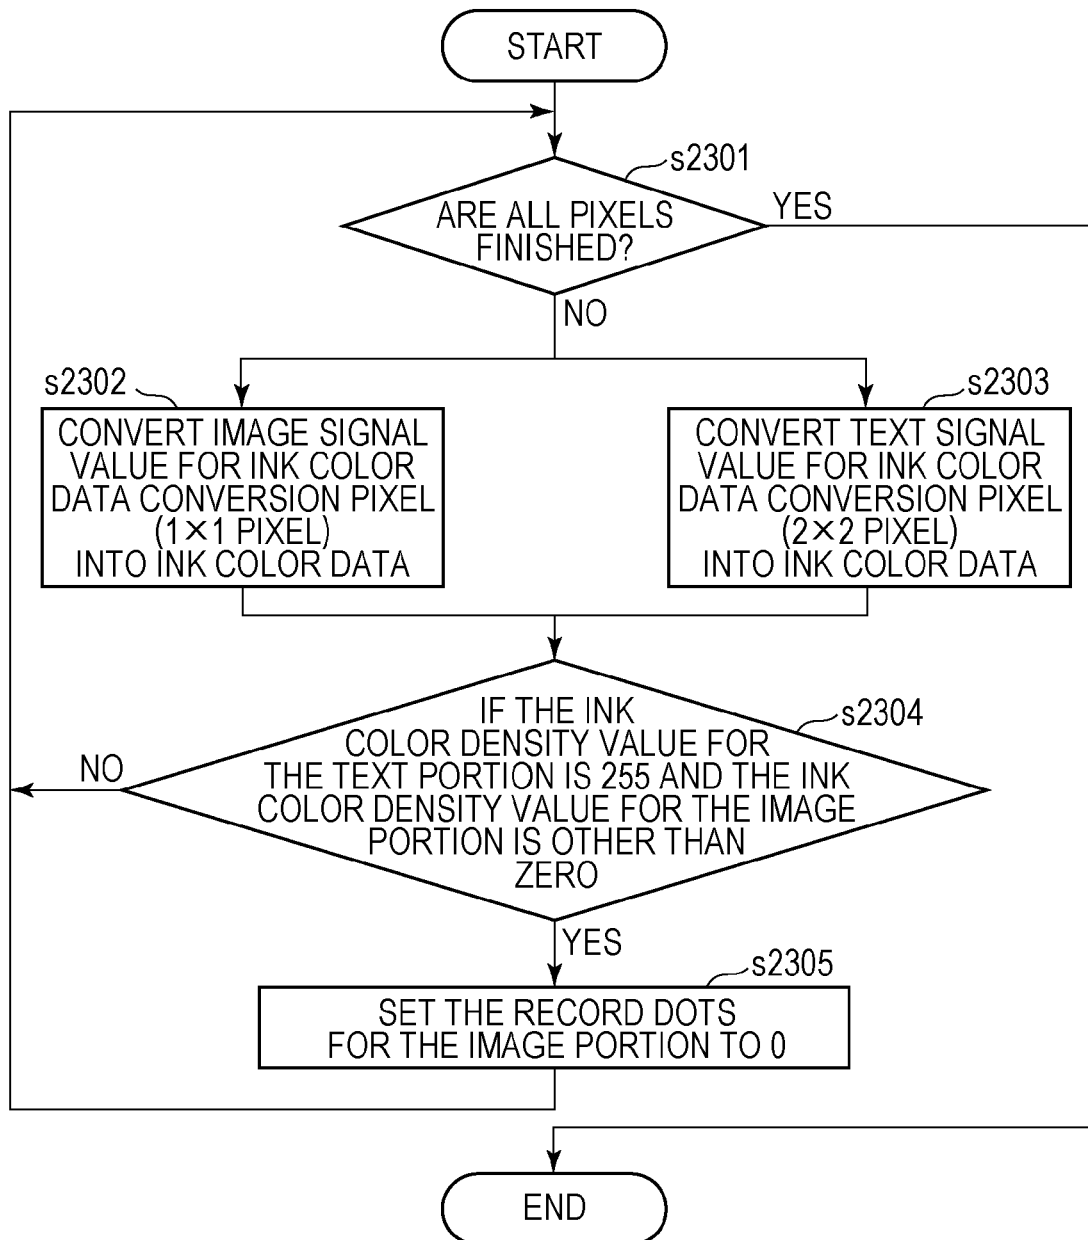 START
s2301
ARE ALL PIXELS
FINISHED?
YES
NO
s2302
CONVERT IMAGE SIGNAL
VALUE FOR INK COLOR
DATA CONVERSION PIXEL
(1×1 PIXEL)
INTO INK COLOR DATA
s2303
CONVERT TEXT SIGNAL
VALUE FOR INK COLOR
DATA CONVERSION PIXEL
(2×2 PIXEL)
INTO INK COLOR DATA
s2304
IF THE INK
COLOR DENSITY VALUE FOR
THE TEXT PORTION IS 255 AND THE INK
COLOR DENSITY VALUE FOR THE IMAGE
PORTION IS OTHER THAN
ZERO
NO
YES
s2305
SET THE RECORD DOTS
FOR THE IMAGE PORTION TO 0
END